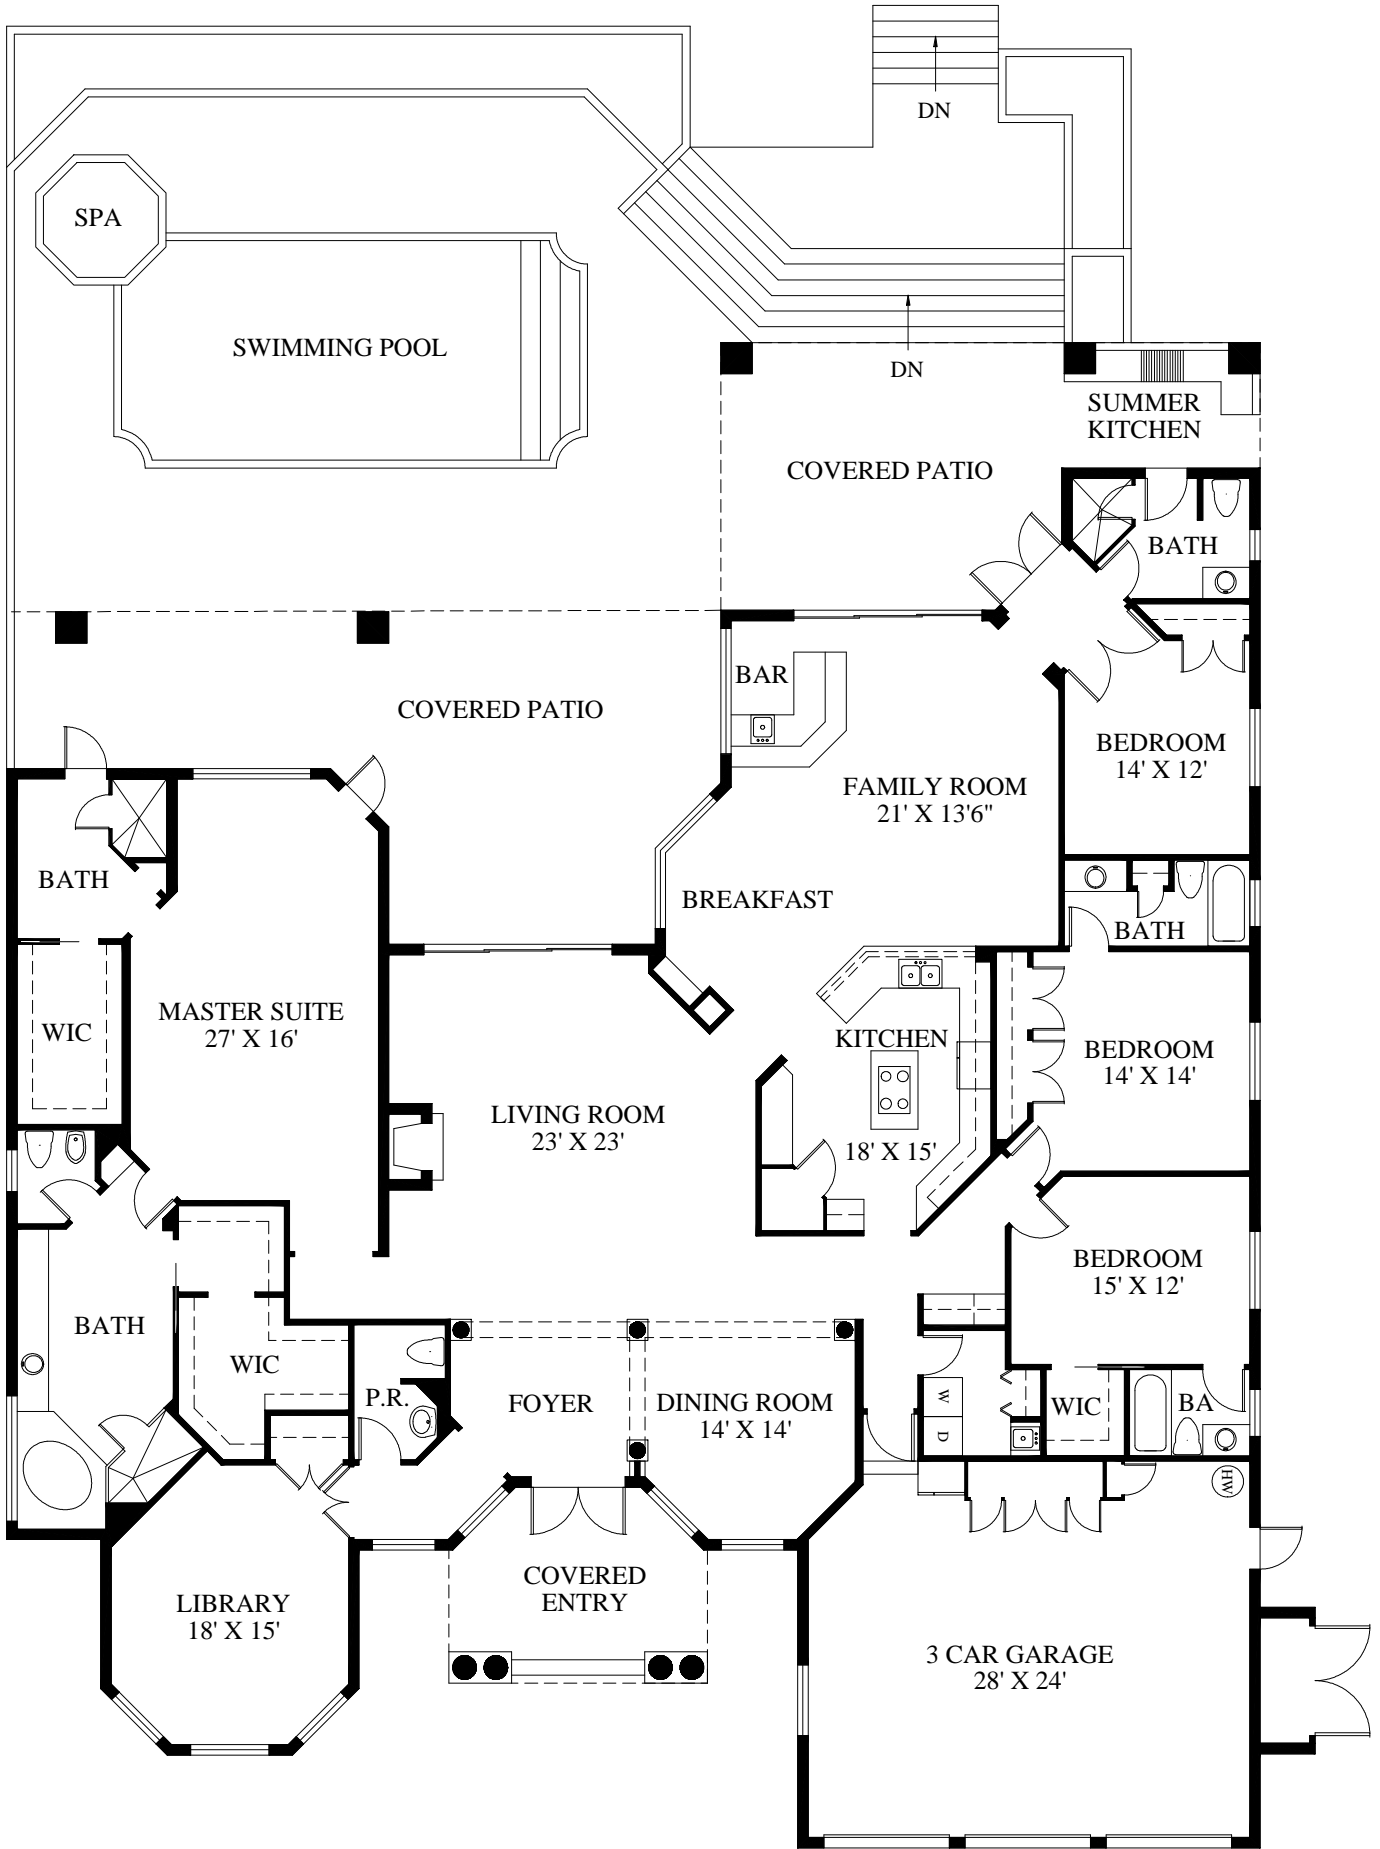 DN
SPA
SWIMMING POOL
DN
SUMMER
KITCHEN
COVERED PATIO
BATH
BAR
COVERED PATIO
BEDROOM
14' X 12'
FAMILY ROOM
21' X 13'6"
BATH
BREAKFAST
BATH
MASTER SUITE
27' X 16'
WIC
KITCHEN
18' X 15'
BEDROOM
14' X 14'
LIVING ROOM
23' X 23'
BEDROOM
15' X 12'
BATH
WIC
P.R.
FOYER
DINING ROOM
14' X 14'
W
D
WIC
BA
HW
COVERED
ENTRY
LIBRARY
18' X 15'
3 CAR GARAGE
28' X 24'